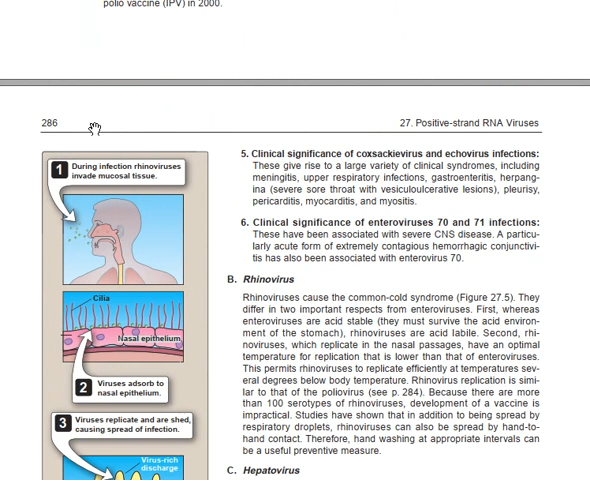 polio vaccine (IPV) in 2000.
286
27. Positive-strand RNA Viruses
1
During infection rhinoviruses
invade mucosal tissue.
Cilia
Nasal epithelium
2
Viruses adsorb to
nasal epithelium.
3
Viruses replicate and are shed,
causing spread of infection.
Virus-rich
discharge
5. Clinical significance of coxsackievirus and echovirus infections:
These give rise to a large variety of clinical syndromes, including
meningitis, upper respiratory infections, gastroenteritis, herpang-
ina (severe sore throat with vesiculoulcerative lesions), pleurisy,
pericarditis, myocarditis, and myositis.
6. Clinical significance of enteroviruses 70 and 71 infections:
These have been associated with severe CNS disease. A particu-
larly acute form of extremely contagious hemorrhagic conjunctivi-
tis has also been associated with enterovirus 70.
B. Rhinovirus
Rhinoviruses cause the common-cold syndrome (Figure 27.5). They
differ in two important respects from enteroviruses. First, whereas
enteroviruses are acid stable (they must survive the acid environ-
ment of the stomach), rhinoviruses are acid labile. Second, rhi-
noviruses, which replicate in the nasal passages, have an optimal
temperature for replication that is lower than that of enteroviruses.
This permits rhinoviruses to replicate efficiently at temperatures sev-
eral degrees below body temperature. Rhinovirus replication is simi-
lar to that of the poliovirus (see p. 284). Because there are more
than 100 serotypes of rhinoviruses, development of a vaccine is
impractical. Studies have shown that in addition to being spread by
respiratory droplets, rhinoviruses can also be spread by hand-to-
hand contact. Therefore, hand washing at appropriate intervals can
be a useful preventive measure.
C. Hepatovirus